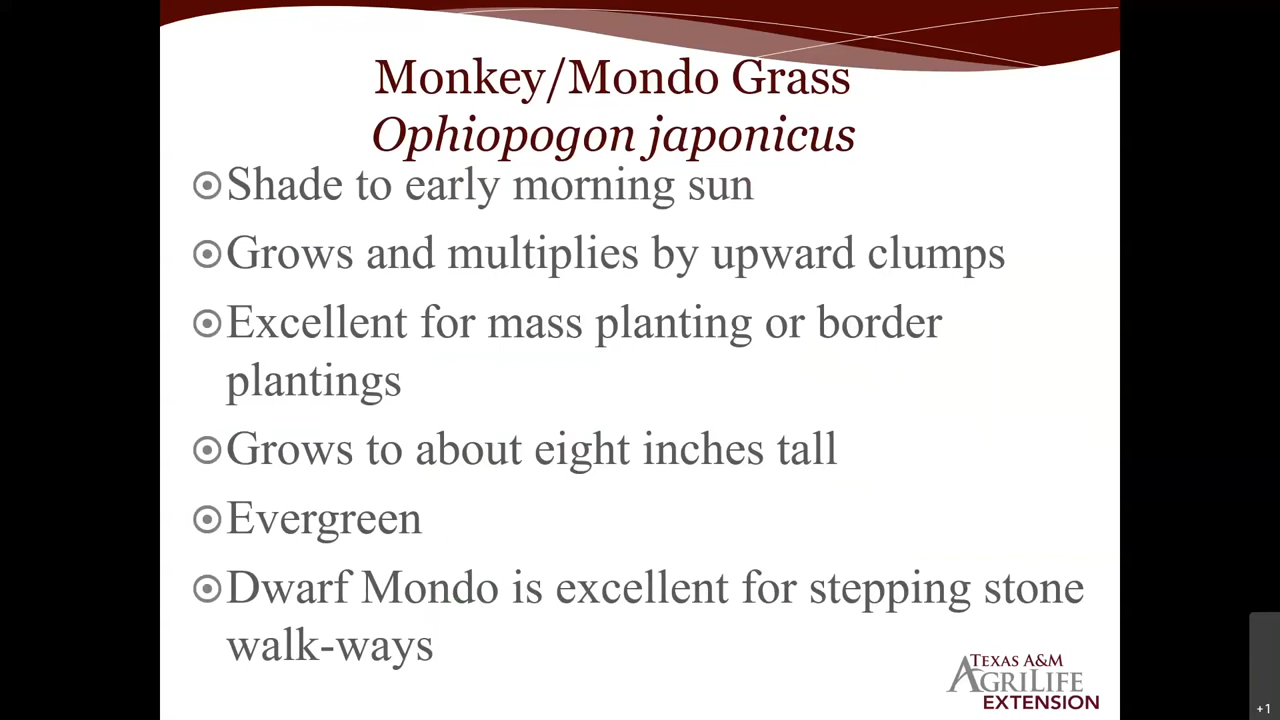 Monkey/Mondo Grass
Ophiopogon japonicus
Shade to early morning sun
Grows and multiplies by upward clumps
Excellent for mass planting or border
plantings
Grows to about eight inches tall
Evergreen
Dwarf Mondo is excellent for stepping stone
walk-ways
TEXAS A&M
AGRILIFE
EXTENSION
+1